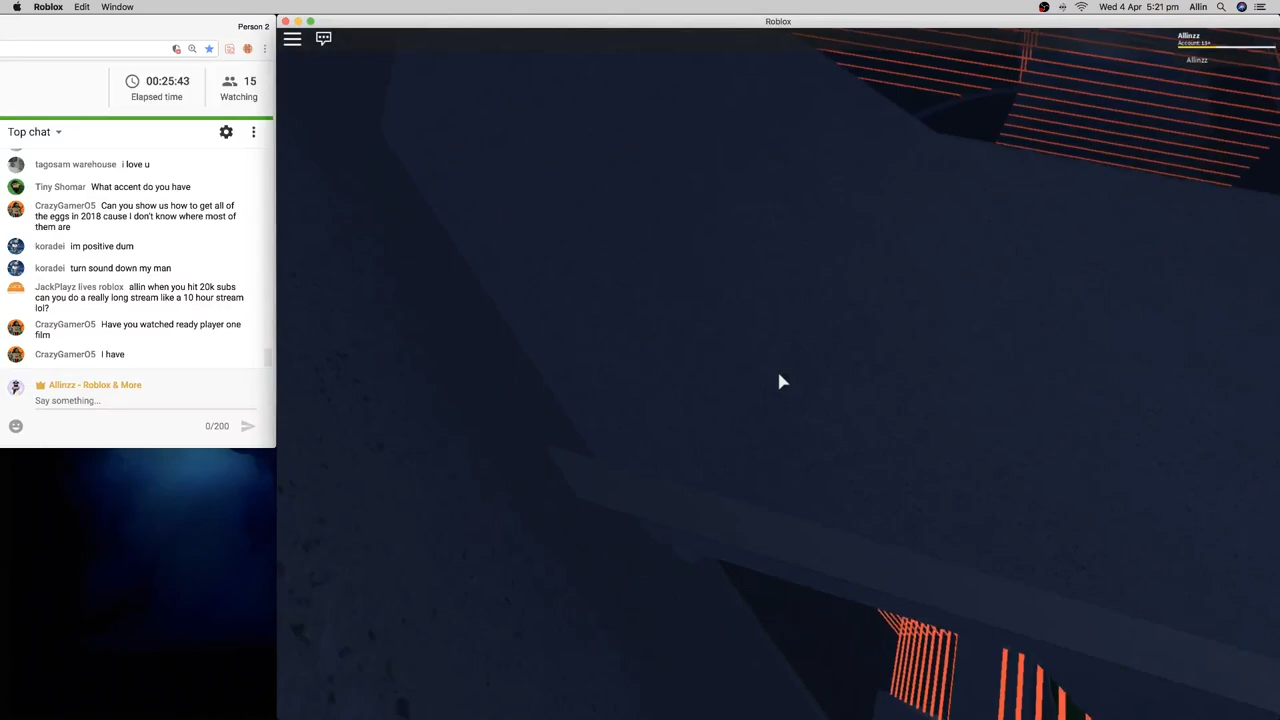 Roblox Edit Window
Wed 4 Apr 5:21 pm Allin
Person 2
Roblox
00:25:43
Elapsed time
15
Watching
Top chat
tagosam warehouse i love u
Tiny Shomar What accent do you have
CrazyGamerO5 Can you show us how to get all of
the eggs in 2018 cause I don't know where most of
them are
koradei im positive dum
koradei turn sound down my man
JackPlayz lives roblox allin when you hit 20k subs
can you do a really long stream like a 10 hour stream
lol?
CrazyGamerO5 Have you watched ready player one
film
CrazyGamerO5 I have
Allinzz - Roblox & More
Say something...
0/200
Allinzz
Account: 13+
Allinzz